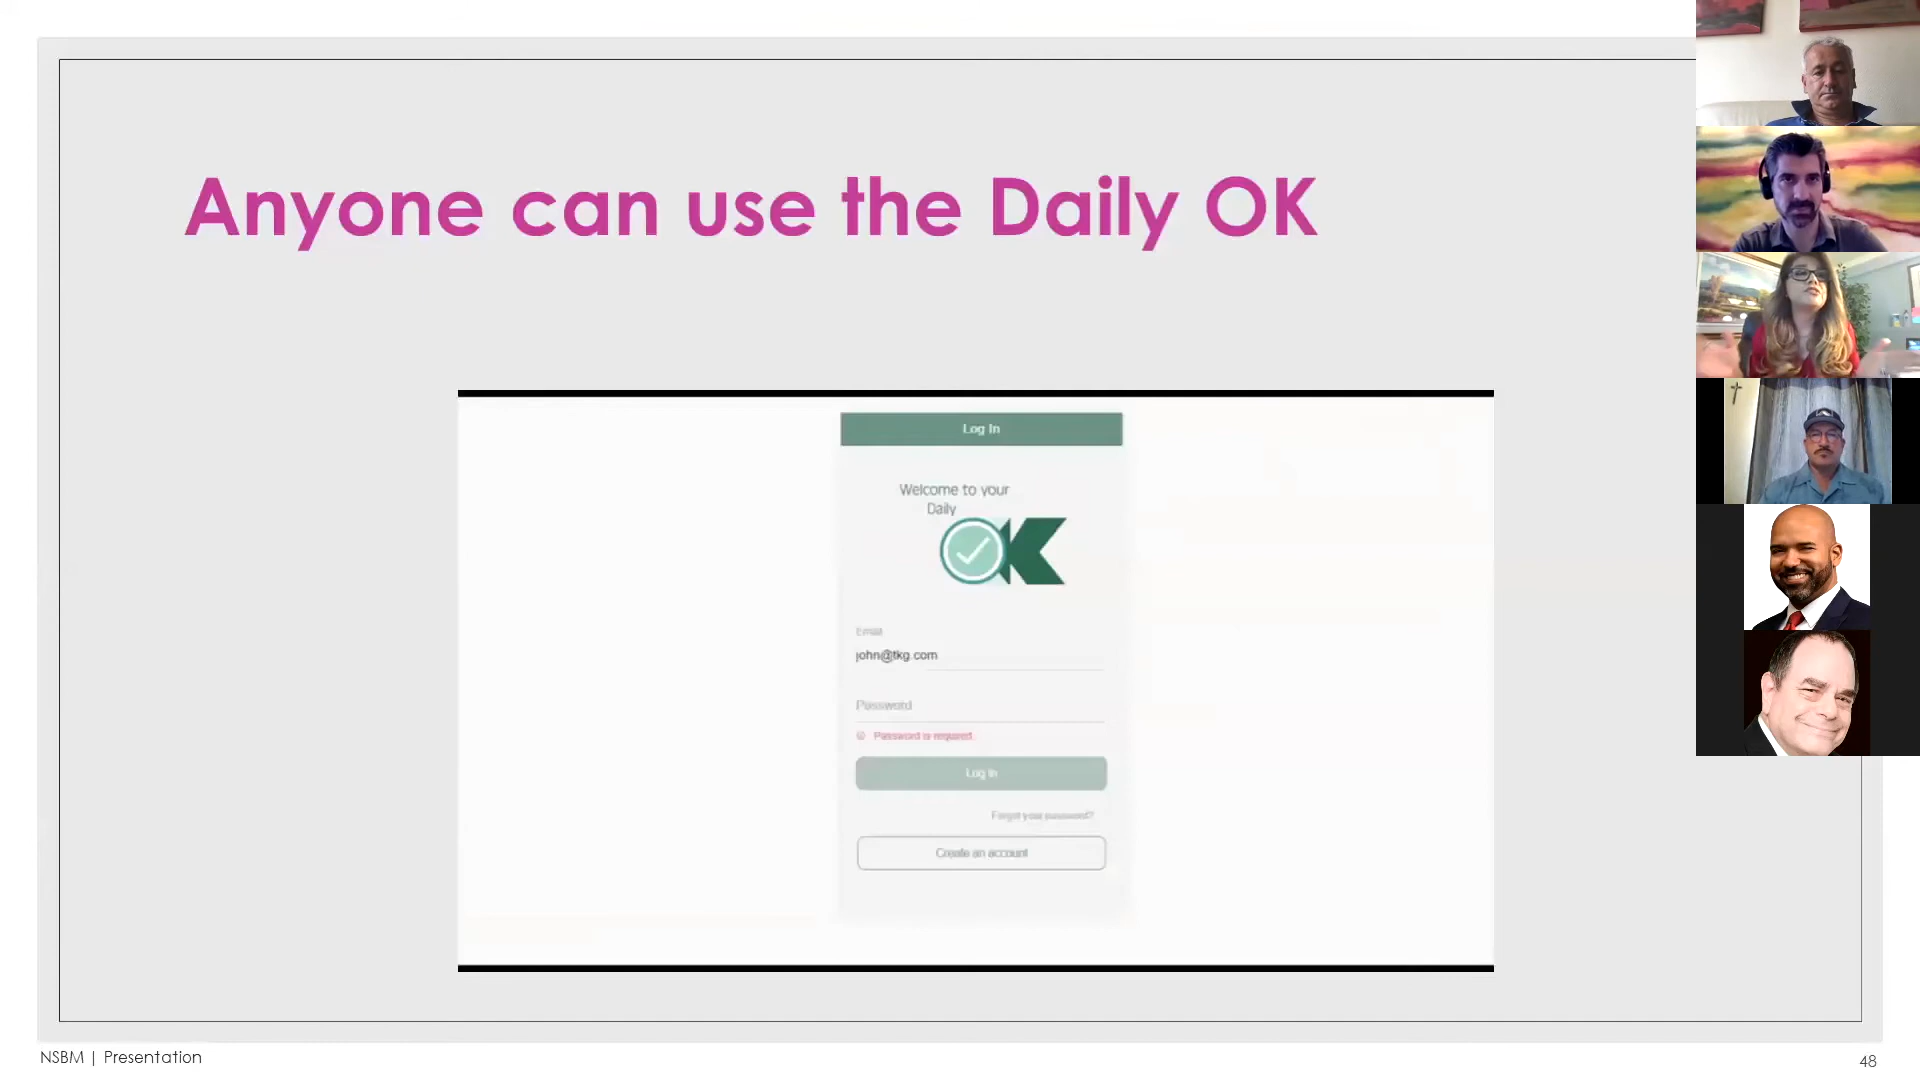 Anyone can use the Daily OK
Log In
Welcome to your
Daily
OK
Email
john@tkg.com
Password
Password is required
Log In
Forgot your password?
Create an account
NSBM | Presentation
48